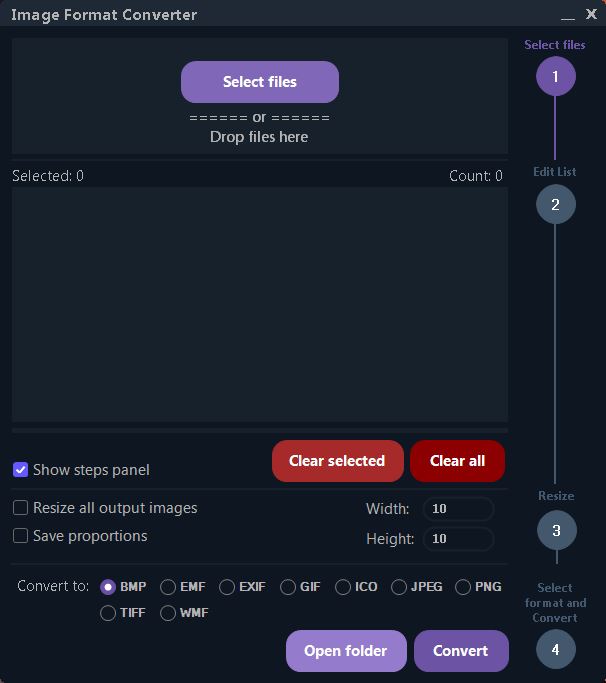 Image Format Converter
Select files
Select files
1
====== or ======
Drop files here
Selected: 0 Count: 0
Edit List
2
Clear selected Clear all
Show steps panel
Resize
Resize all output images Width: 10
3
Save proportions Height: 10
Convert to: BMP EMF EXIF GIF ICO JPEG PNG
TIFF WMF
Select
format and
Convert
4
Open folder Convert